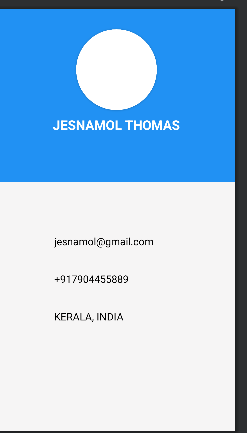 JESNAMOL THOMAS
jesnamol@gmail.com
+917904455889
KERALA, INDIA